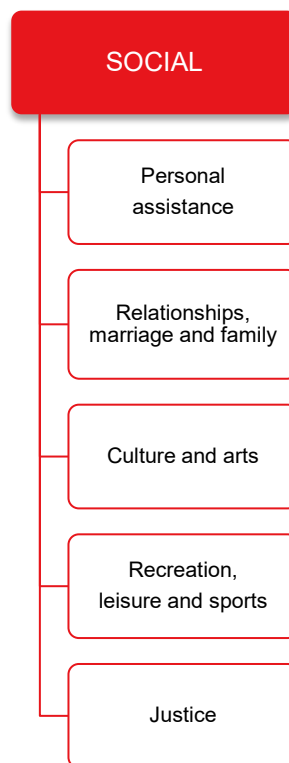 SOCIAL
Personal
assistance
Relationships,
marriage and family
Culture and arts
Recreation,
leisure and sports
Justice